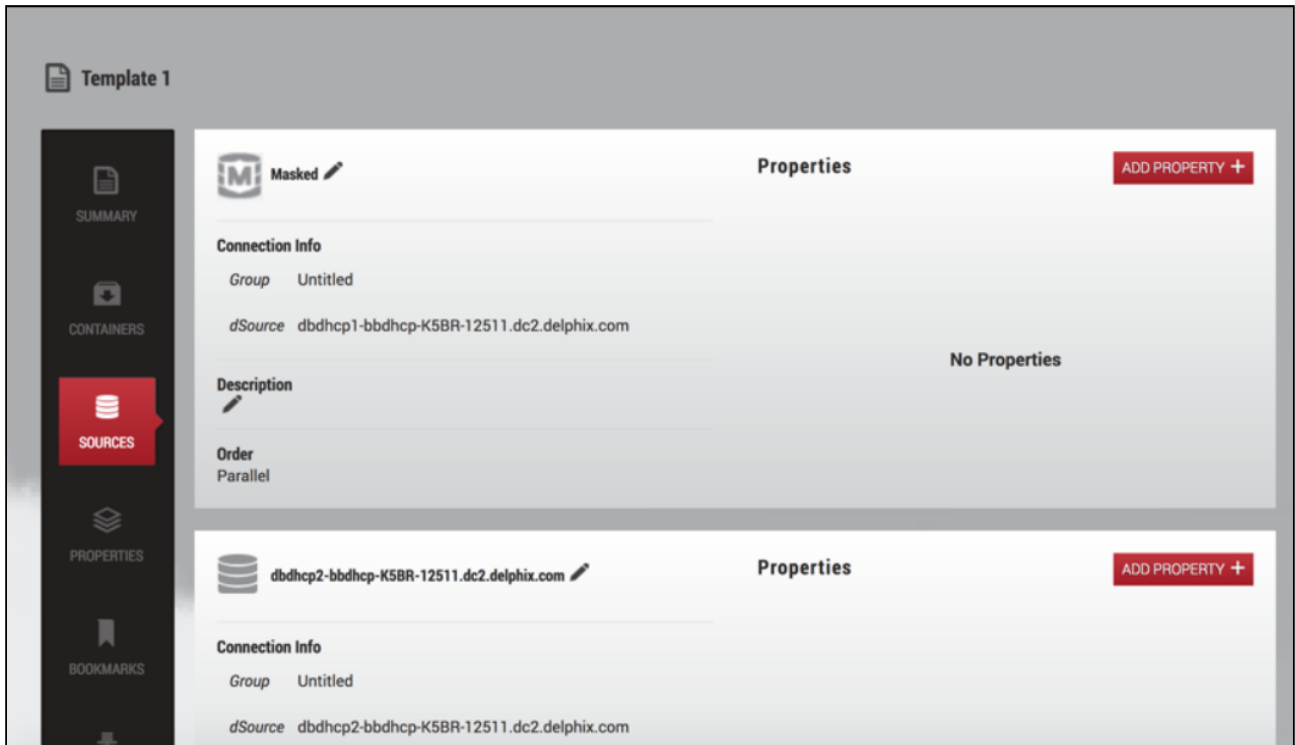 Template 1
SUMMARY
CONTAINERS
SOURCES
PROPERTIES
BOOKMARKS
M Masked
Properties
ADD PROPERTY +
Connection Info
Group Untitled
dSource dbdhcp1-bbdhcp-K5BR-12511.dc2.delphix.com
No Properties
Description
Order
Parallel
dbdhcp2-bbdhcp-K5BR-12511.dc2.delphix.com
Properties
ADD PROPERTY +
Connection Info
Group Untitled
dSource dbdhcp2-bbdhcp-K5BR-12511.dc2.delphix.com